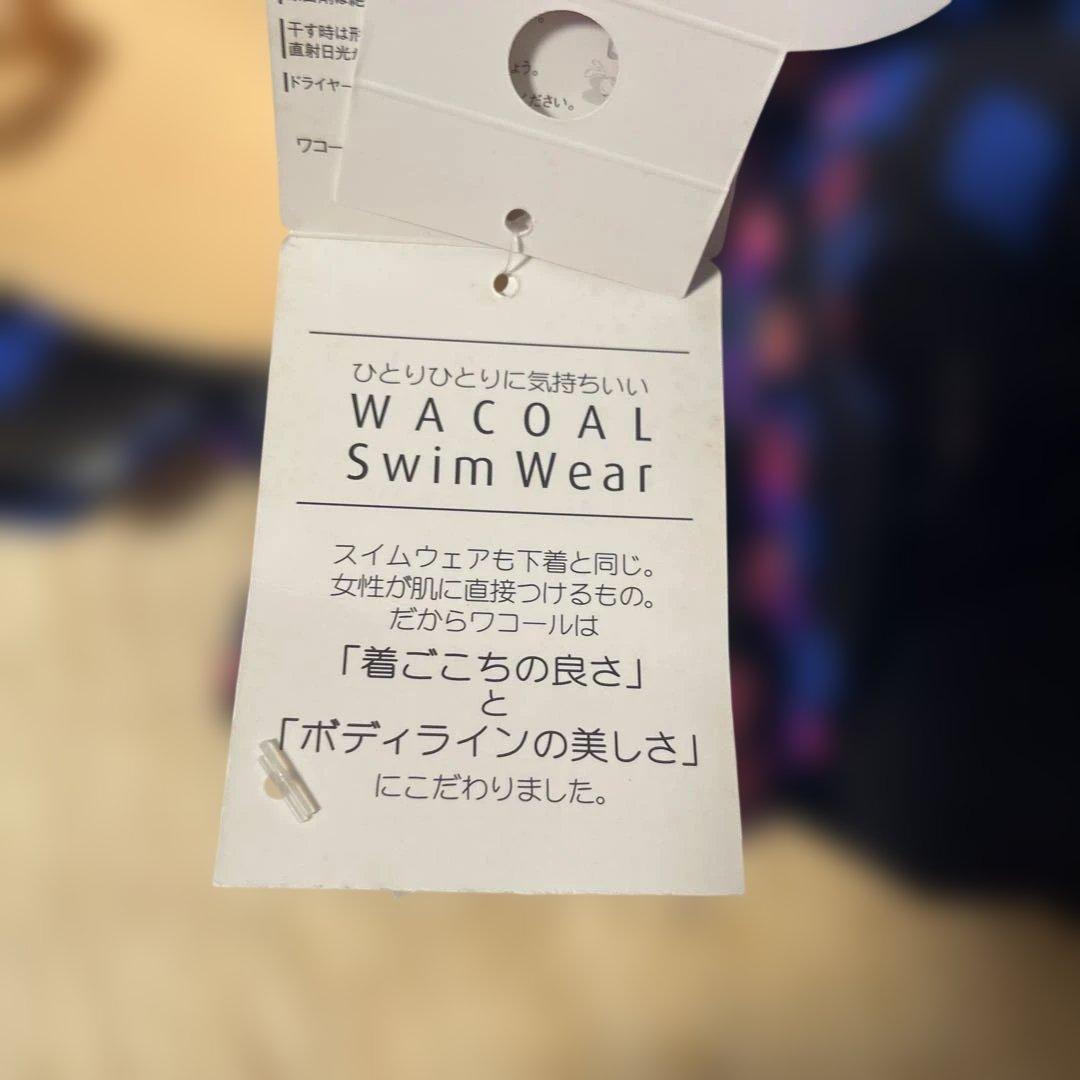 干す時は形
直射日光が
ドライヤー
ワコー
ょう。
ください。
ひとりひとりに気持ちいい
WACOAL
Swim Wear
スイムウェアも下着と同じ。
女性が肌に直接つけるもの。
だからワコールは
「着ごこちの良さ」
と
「ボディラインの美しさ」
にこだわりました。